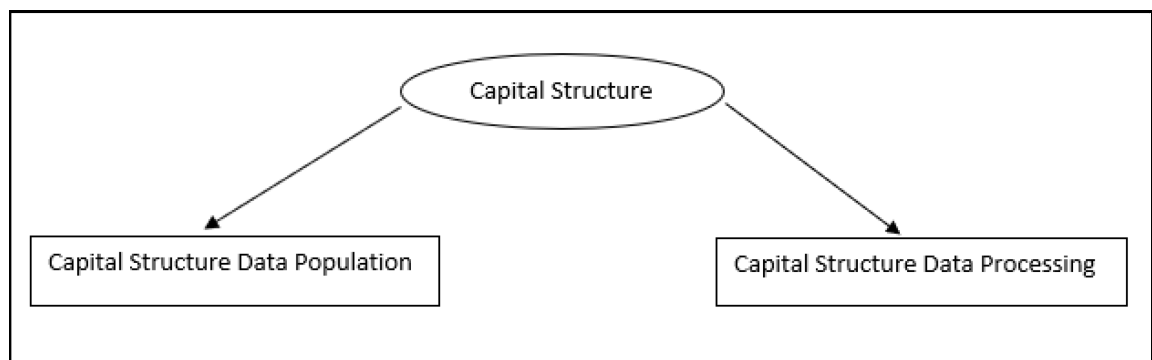 Capital Structure
Capital Structure Data Population
Capital Structure Data Processing